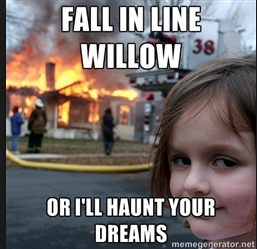 FALL IN LINE
WILLOW
38
OR I'LL HAUNT YOUR
DREAMS
memegenerator.net